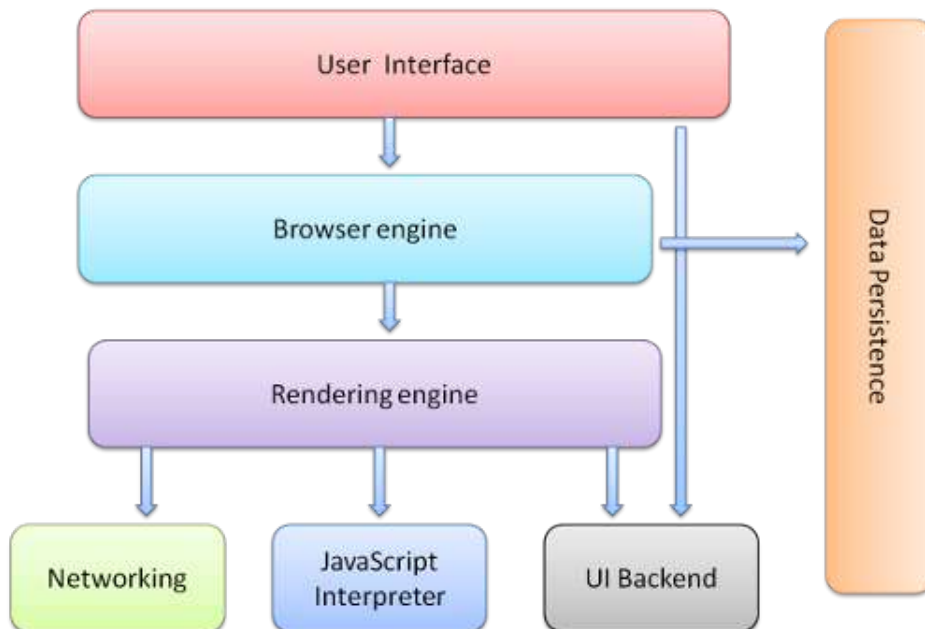 User Interface
Browser engine
Data Persistence
Rendering engine
Networking
JavaScript
Interpreter
UI Backend